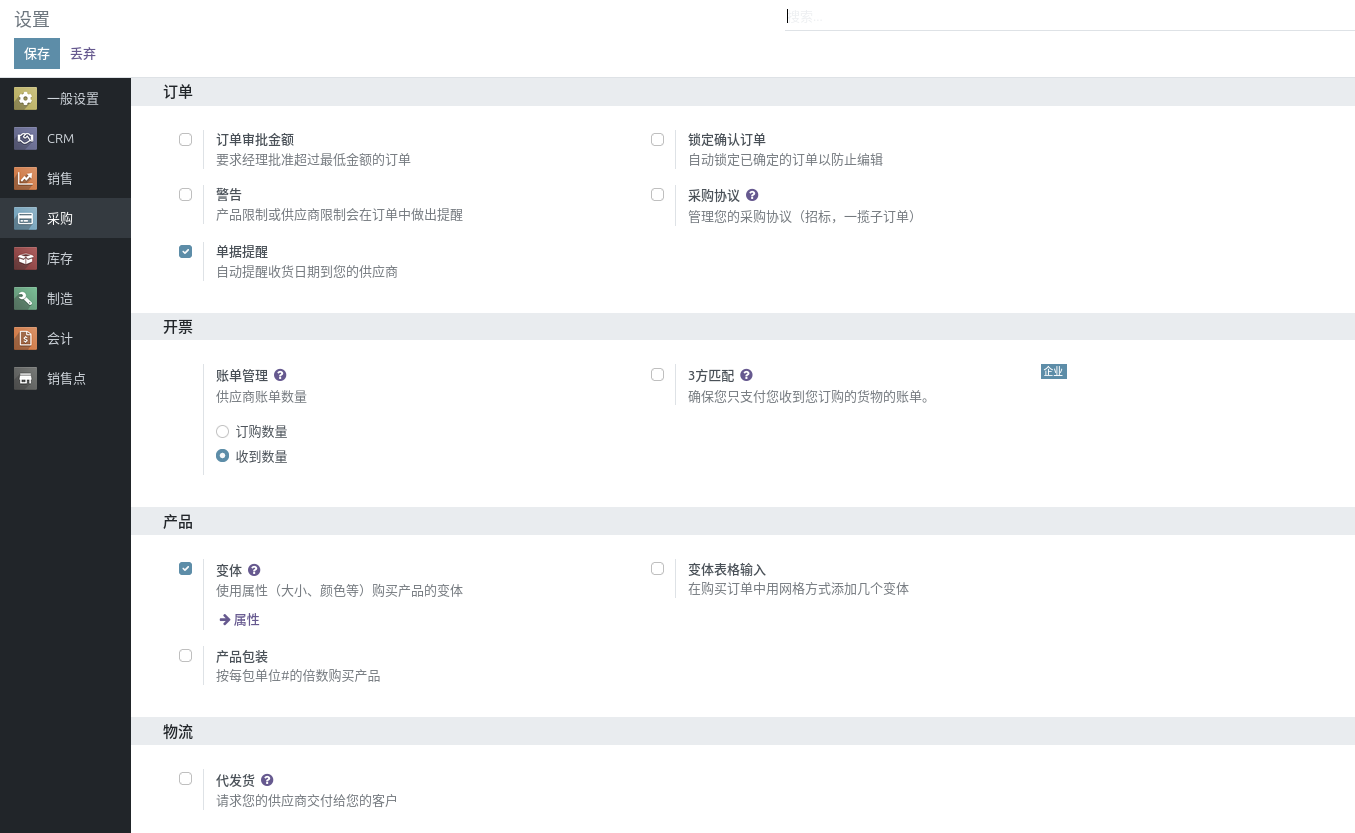 设置
搜索...
保存 丢弃
一般设置
CRM
销售
采购
库存
制造
会计
销售点
订单
订单审批金额
要求经理批准超过最低金额的订单
锁定确认订单
自动锁定已确定的订单以防止编辑
警告
产品限制或供应商限制会在订单中做出提醒
采购协议
管理您的采购协议（招标，一揽子订单）
单据提醒
自动提醒收货日期到您的供应商
开票
账单管理
供应商账单数量
订购数量
收到数量
3方匹配
企业
确保您只支付您收到您订购的货物的账单。
产品
变体
使用属性（大小、颜色等）购买产品的变体
属性
变体表格输入
在购买订单中用网格方式添加几个变体
产品包装
按每包单位#的倍数购买产品
物流
代发货
请求您的供应商交付给您的客户